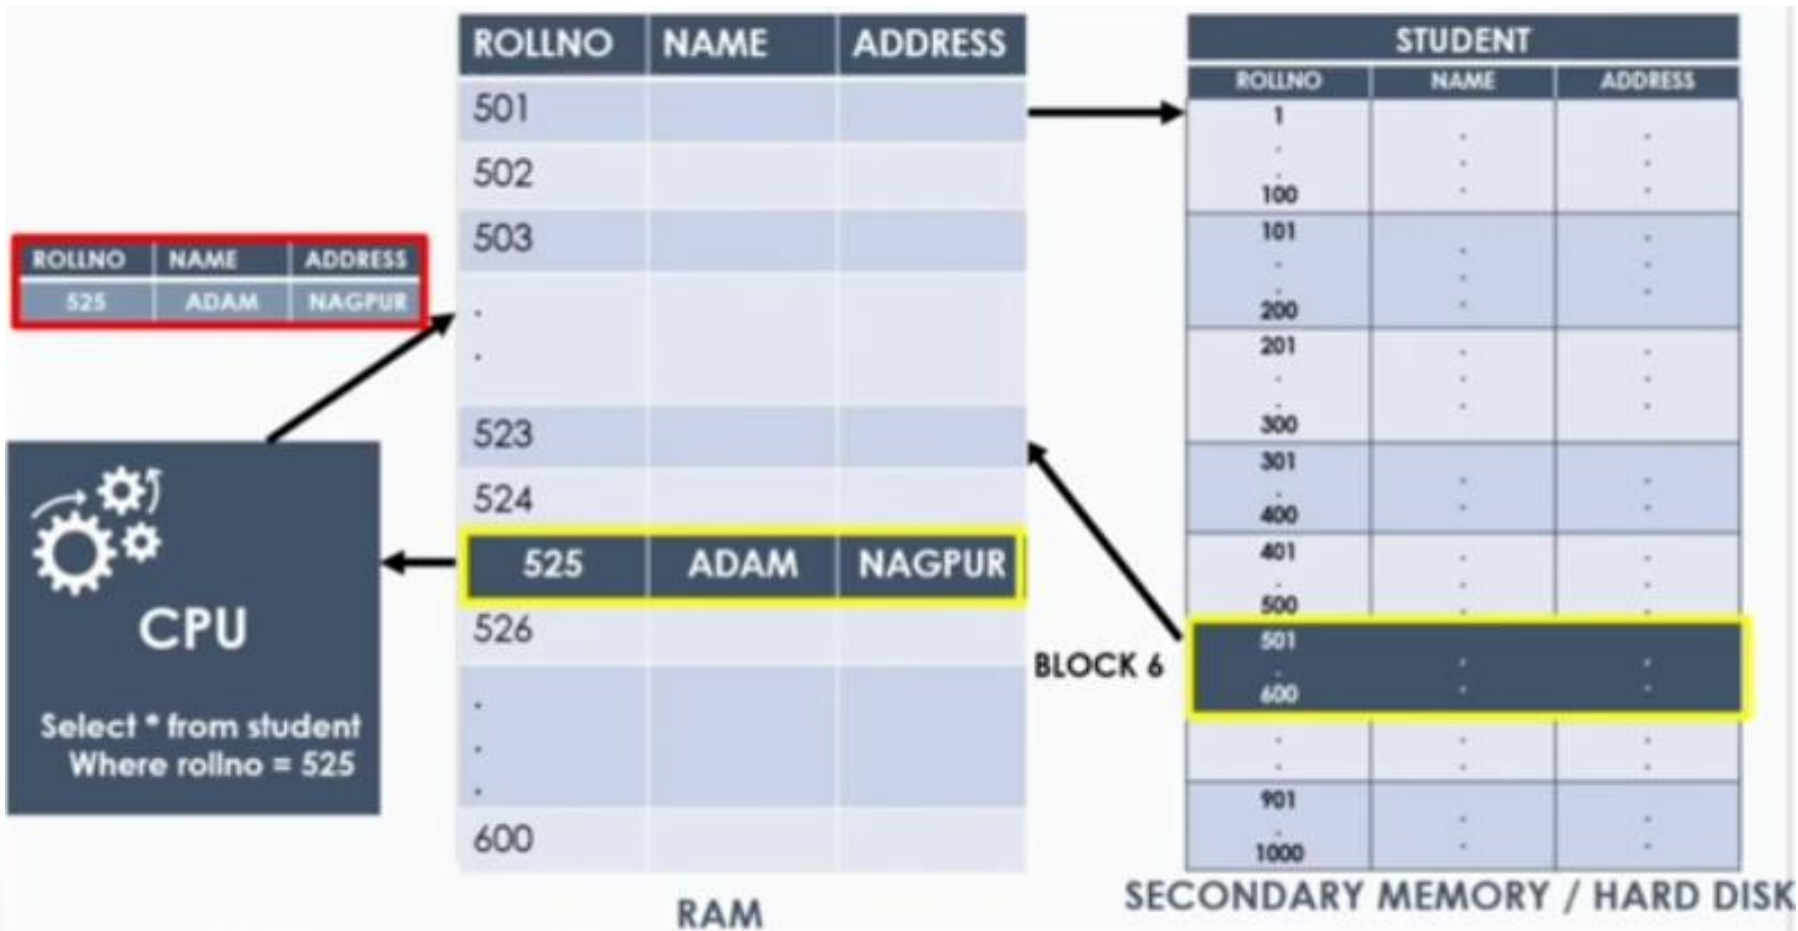 ROLLNO NAME ADDRESS
525 ADAM NAGPUR
CPU
Select * from student
Where rollno = 525
ROLLNO NAME ADDRESS
501
502
503
.
.
523
524
525 ADAM NAGPUR
526
.
.
.
600
RAM
BLOCK 6
STUDENT
ROLLNO NAME ADDRESS
1 . .
. . .
. . .
100
101 . .
. . .
. . .
200
201 . .
. . .
. . .
300
301 . .
. . .
400
401 . .
. . .
500 . .
501
. . .
600 . .
. . .
. . .
901 . .
. . .
1000 . .
SECONDARY MEMORY / HARD DISK